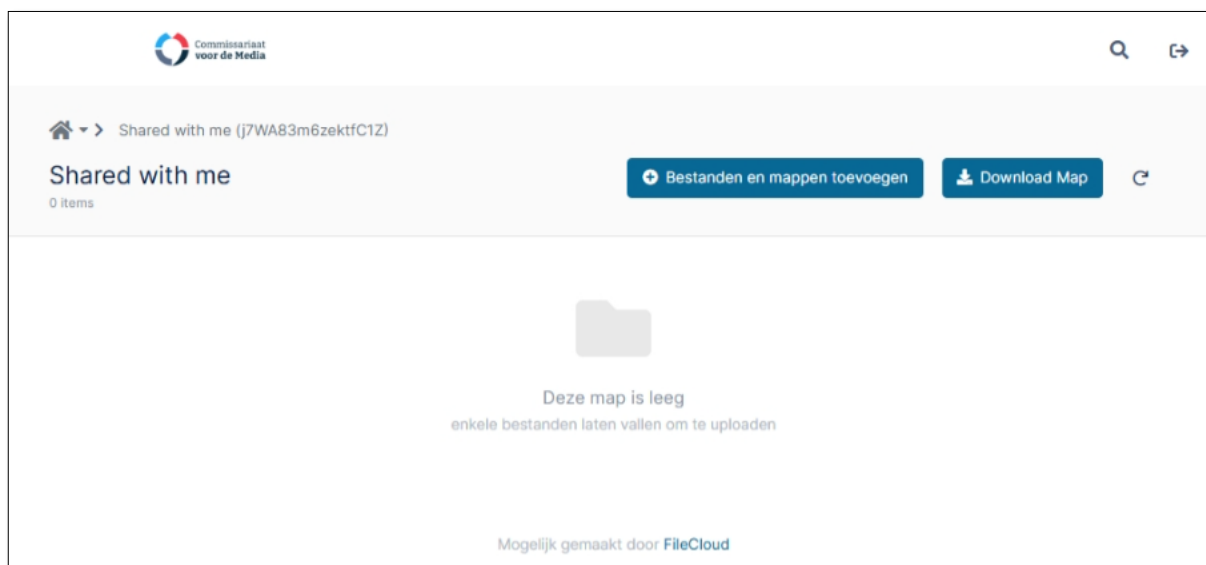 Commissariaat
voor de Media
Shared with me (j7WA83m6zektfC1Z)
Shared with me
0 items
Bestanden en mappen toevoegen
Download Map
Deze map is leeg
enkele bestanden laten vallen om te uploaden
Mogelijk gemaakt door FileCloud